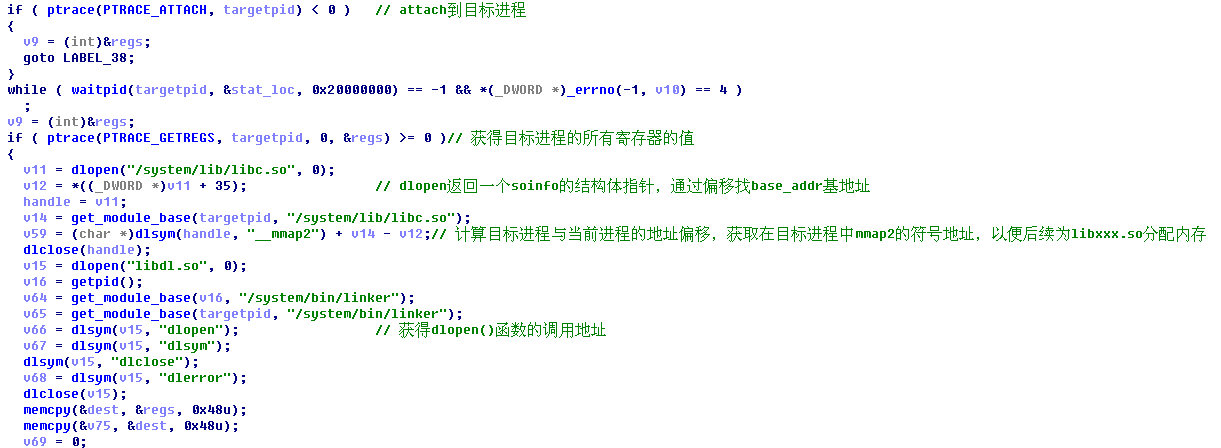 if ( ptrace(PTRACE_ATTACH, targetpid) < 0 )   // attach到目标进程
{
  v9 = (int)&regs;
  goto LABEL_38;
}
while ( waitpid(targetpid, &stat_loc, 0x20000000) == -1 && *(_DWORD *)_errno(-1, v10) == 4 )
  ;
v9 = (int)&regs;
if ( ptrace(PTRACE_GETREGS, targetpid, 0, &regs) >= 0 )// 获得目标进程的所有寄存器的值
{
  v11 = dlopen("/system/lib/libc.so", 0);
  v12 = *((_DWORD *)v11 + 35);                // dlopen返回一个soinfo的结构体指针，通过偏移找base_addr基地址
  handle = v11;
  v14 = get_module_base(targetpid, "/system/lib/libc.so");
  v59 = (char *)dlsym(handle, "__mmap2") + v14 - v12;// 计算目标进程与当前进程的地址偏移，获取在目标进程中mmap2的符号地址，以便后续为libxxx.so分配内存
  dlclose(handle);
  v15 = dlopen("libdl.so", 0);
  v16 = getpid();
  v64 = get_module_base(v16, "/system/bin/linker");
  v65 = get_module_base(targetpid, "/system/bin/linker");
  v66 = dlsym(v15, "dlopen");                 // 获得dlopen()函数的调用地址
  v67 = dlsym(v15, "dlsym");
  dlsym(v15, "dlclose");
  v68 = dlsym(v15, "dlerror");
  dlclose(v15);
  memcpy(&dest, &regs, 0x48u);
  memcpy(&v75, &dest, 0x48u);
  v69 = 0;